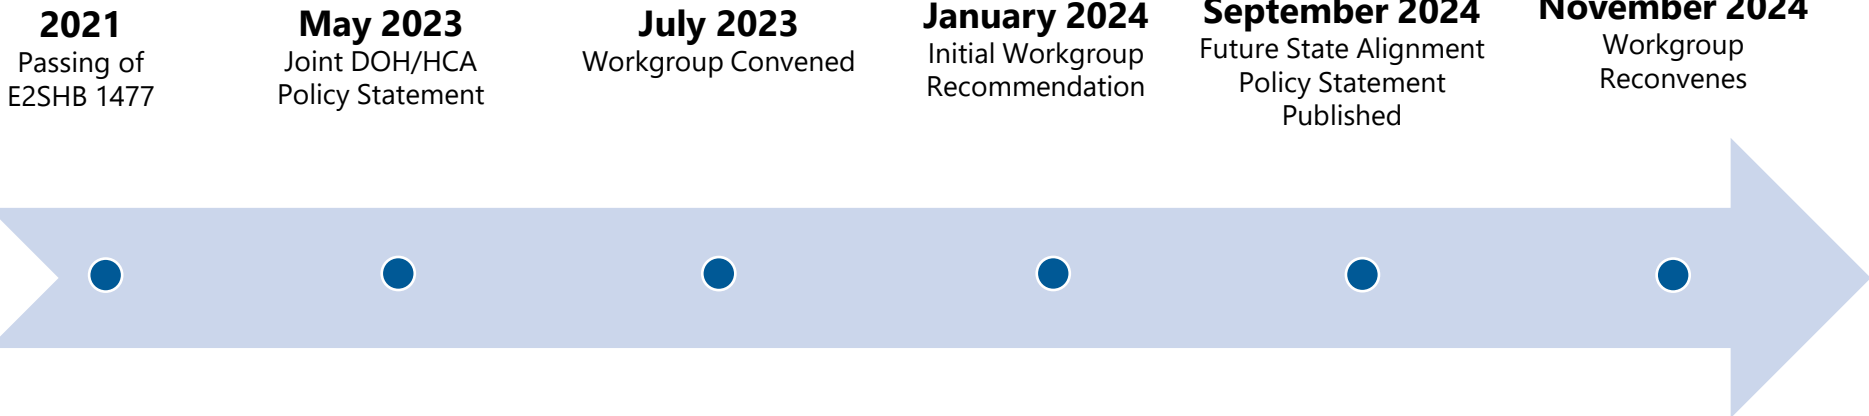 2021
Passing of
E2SHB 1477
May 2023
Joint DOH/HCA
Policy Statement
July 2023
Workgroup Convened
January 2024
Initial Workgroup
Recommendation
September 2024
Future State Alignment
Policy Statement
Published
November 2024
Workgroup
Reconvenes